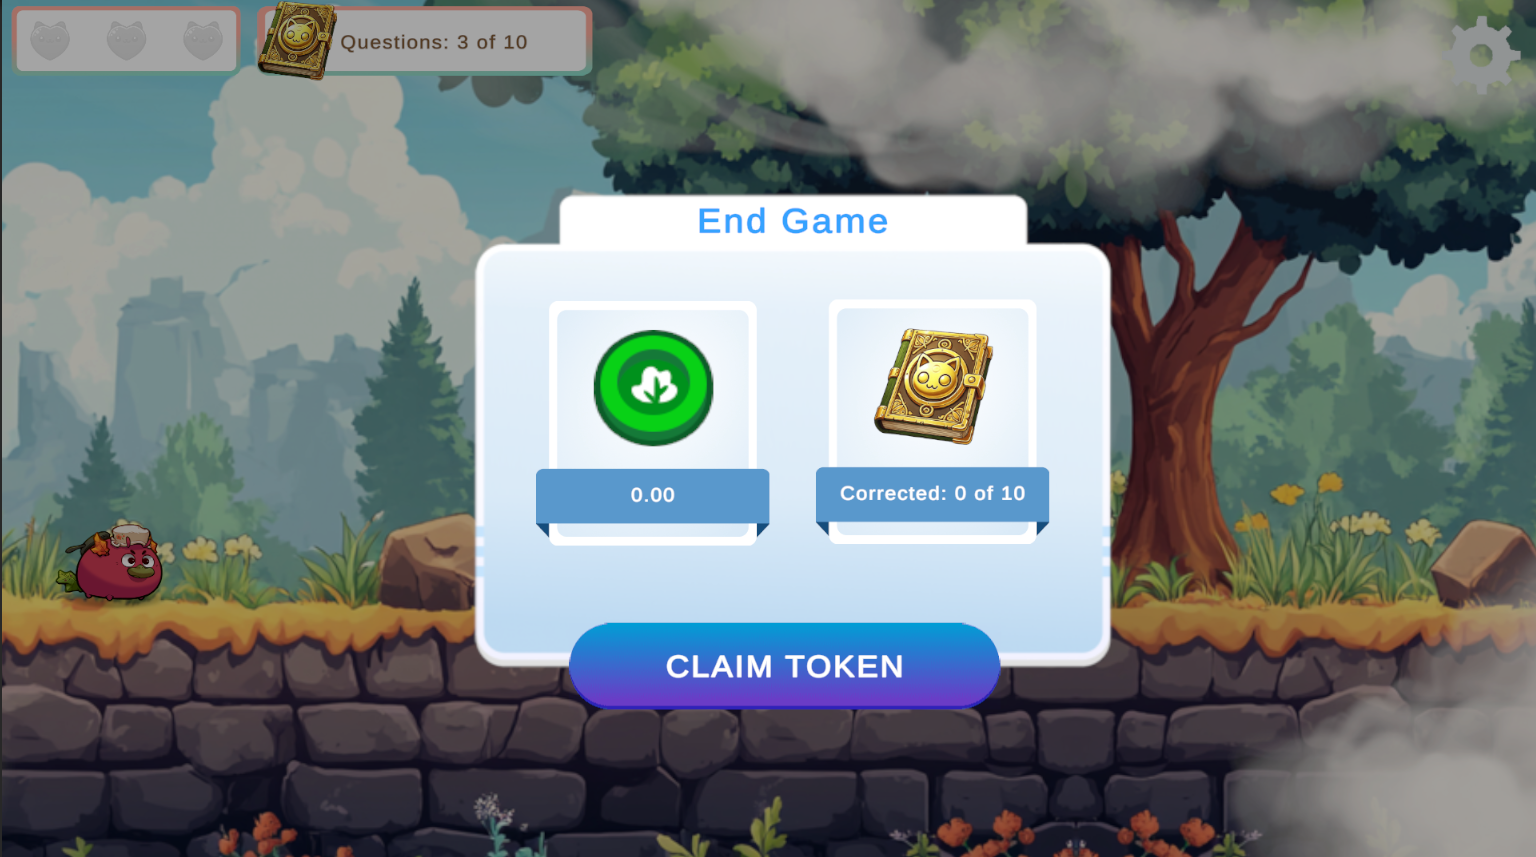 Questions: 3 of 10
End Game
0.00
Corrected: 0 of 10
CLAIM TOKEN